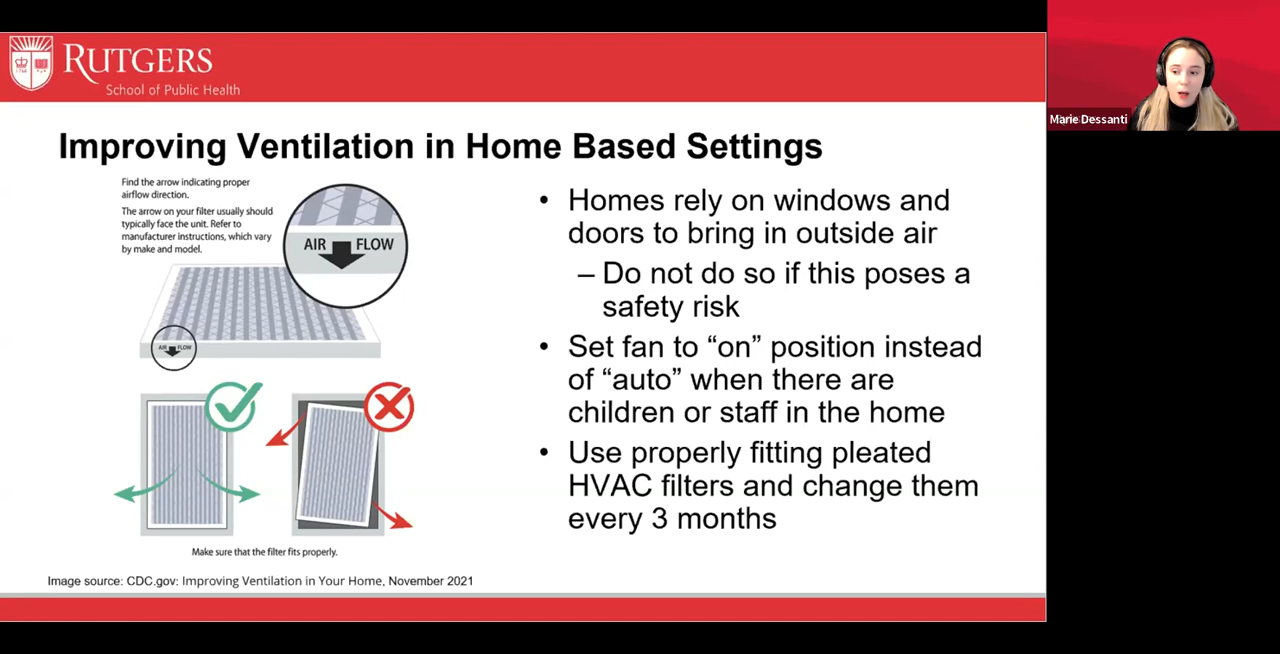 RUTGERS
School of Public Health
Marie Dessanti
Improving Ventilation in Home Based Settings
Find the arrow indicating proper
airflow direction.
The arrow on your filter usually should
typically face the unit. Refer to
manufacturer instructions, which vary
by make and model.
AIR FLOW
AIR FLOW
Make sure that the filter fits properly.
• Homes rely on windows and
doors to bring in outside air
– Do not do so if this poses a
safety risk
• Set fan to “on” position instead
of “auto” when there are
children or staff in the home
• Use properly fitting pleated
HVAC filters and change them
every 3 months
Image source: CDC.gov: Improving Ventilation in Your Home, November 2021